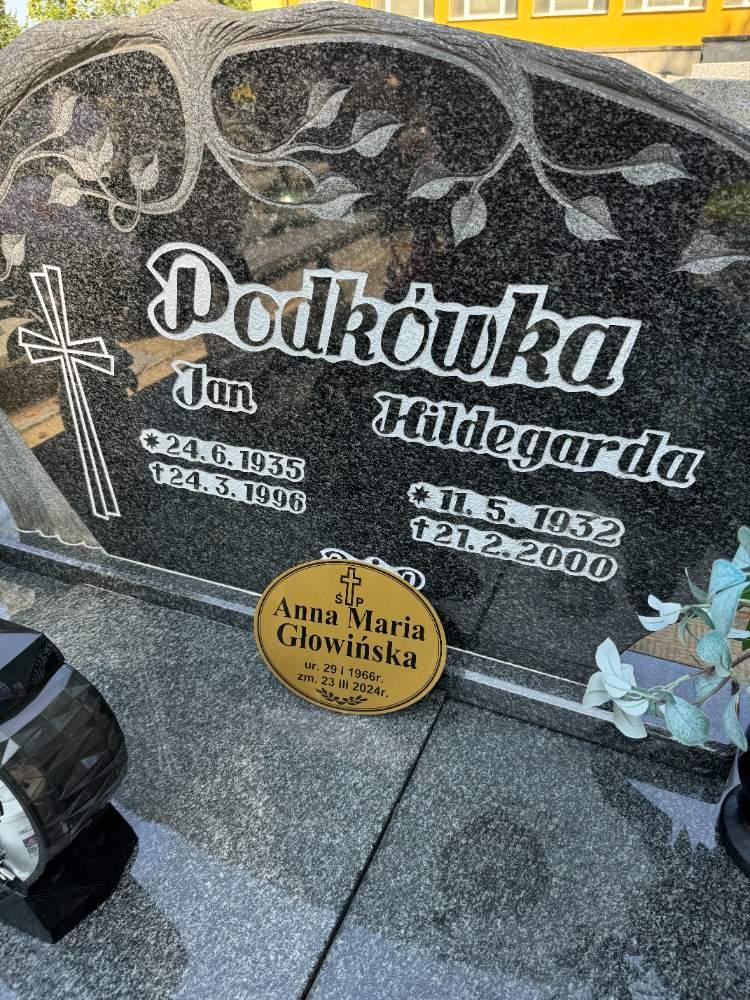 Podkówka
Jan
Hildegarda
* 24. 6. 1935
† 24. 3. 1996
* 11. 5. 1932
† 21. 2. 2000
Ś P
Anna Maria
Głowińska
ur. 29 I 1966r.
zm. 23 III 2024r.